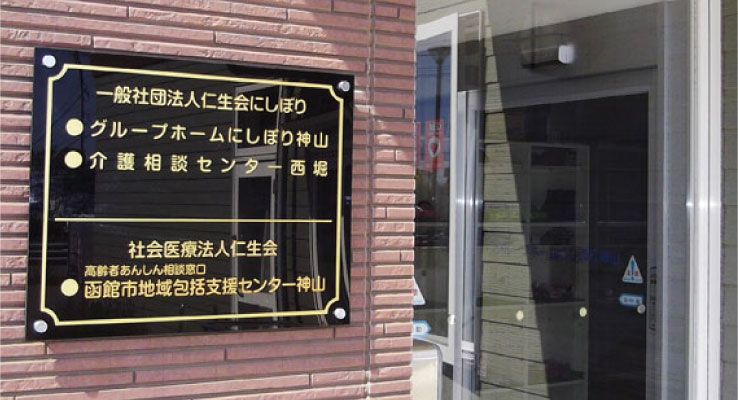 一般社団法人仁生会にしぼり
●グループホームにしぼり神山
●介護相談センター西堀
社会医療法人仁生会
高齢者あんしん相談窓口
●函館市地域包括支援センター神山